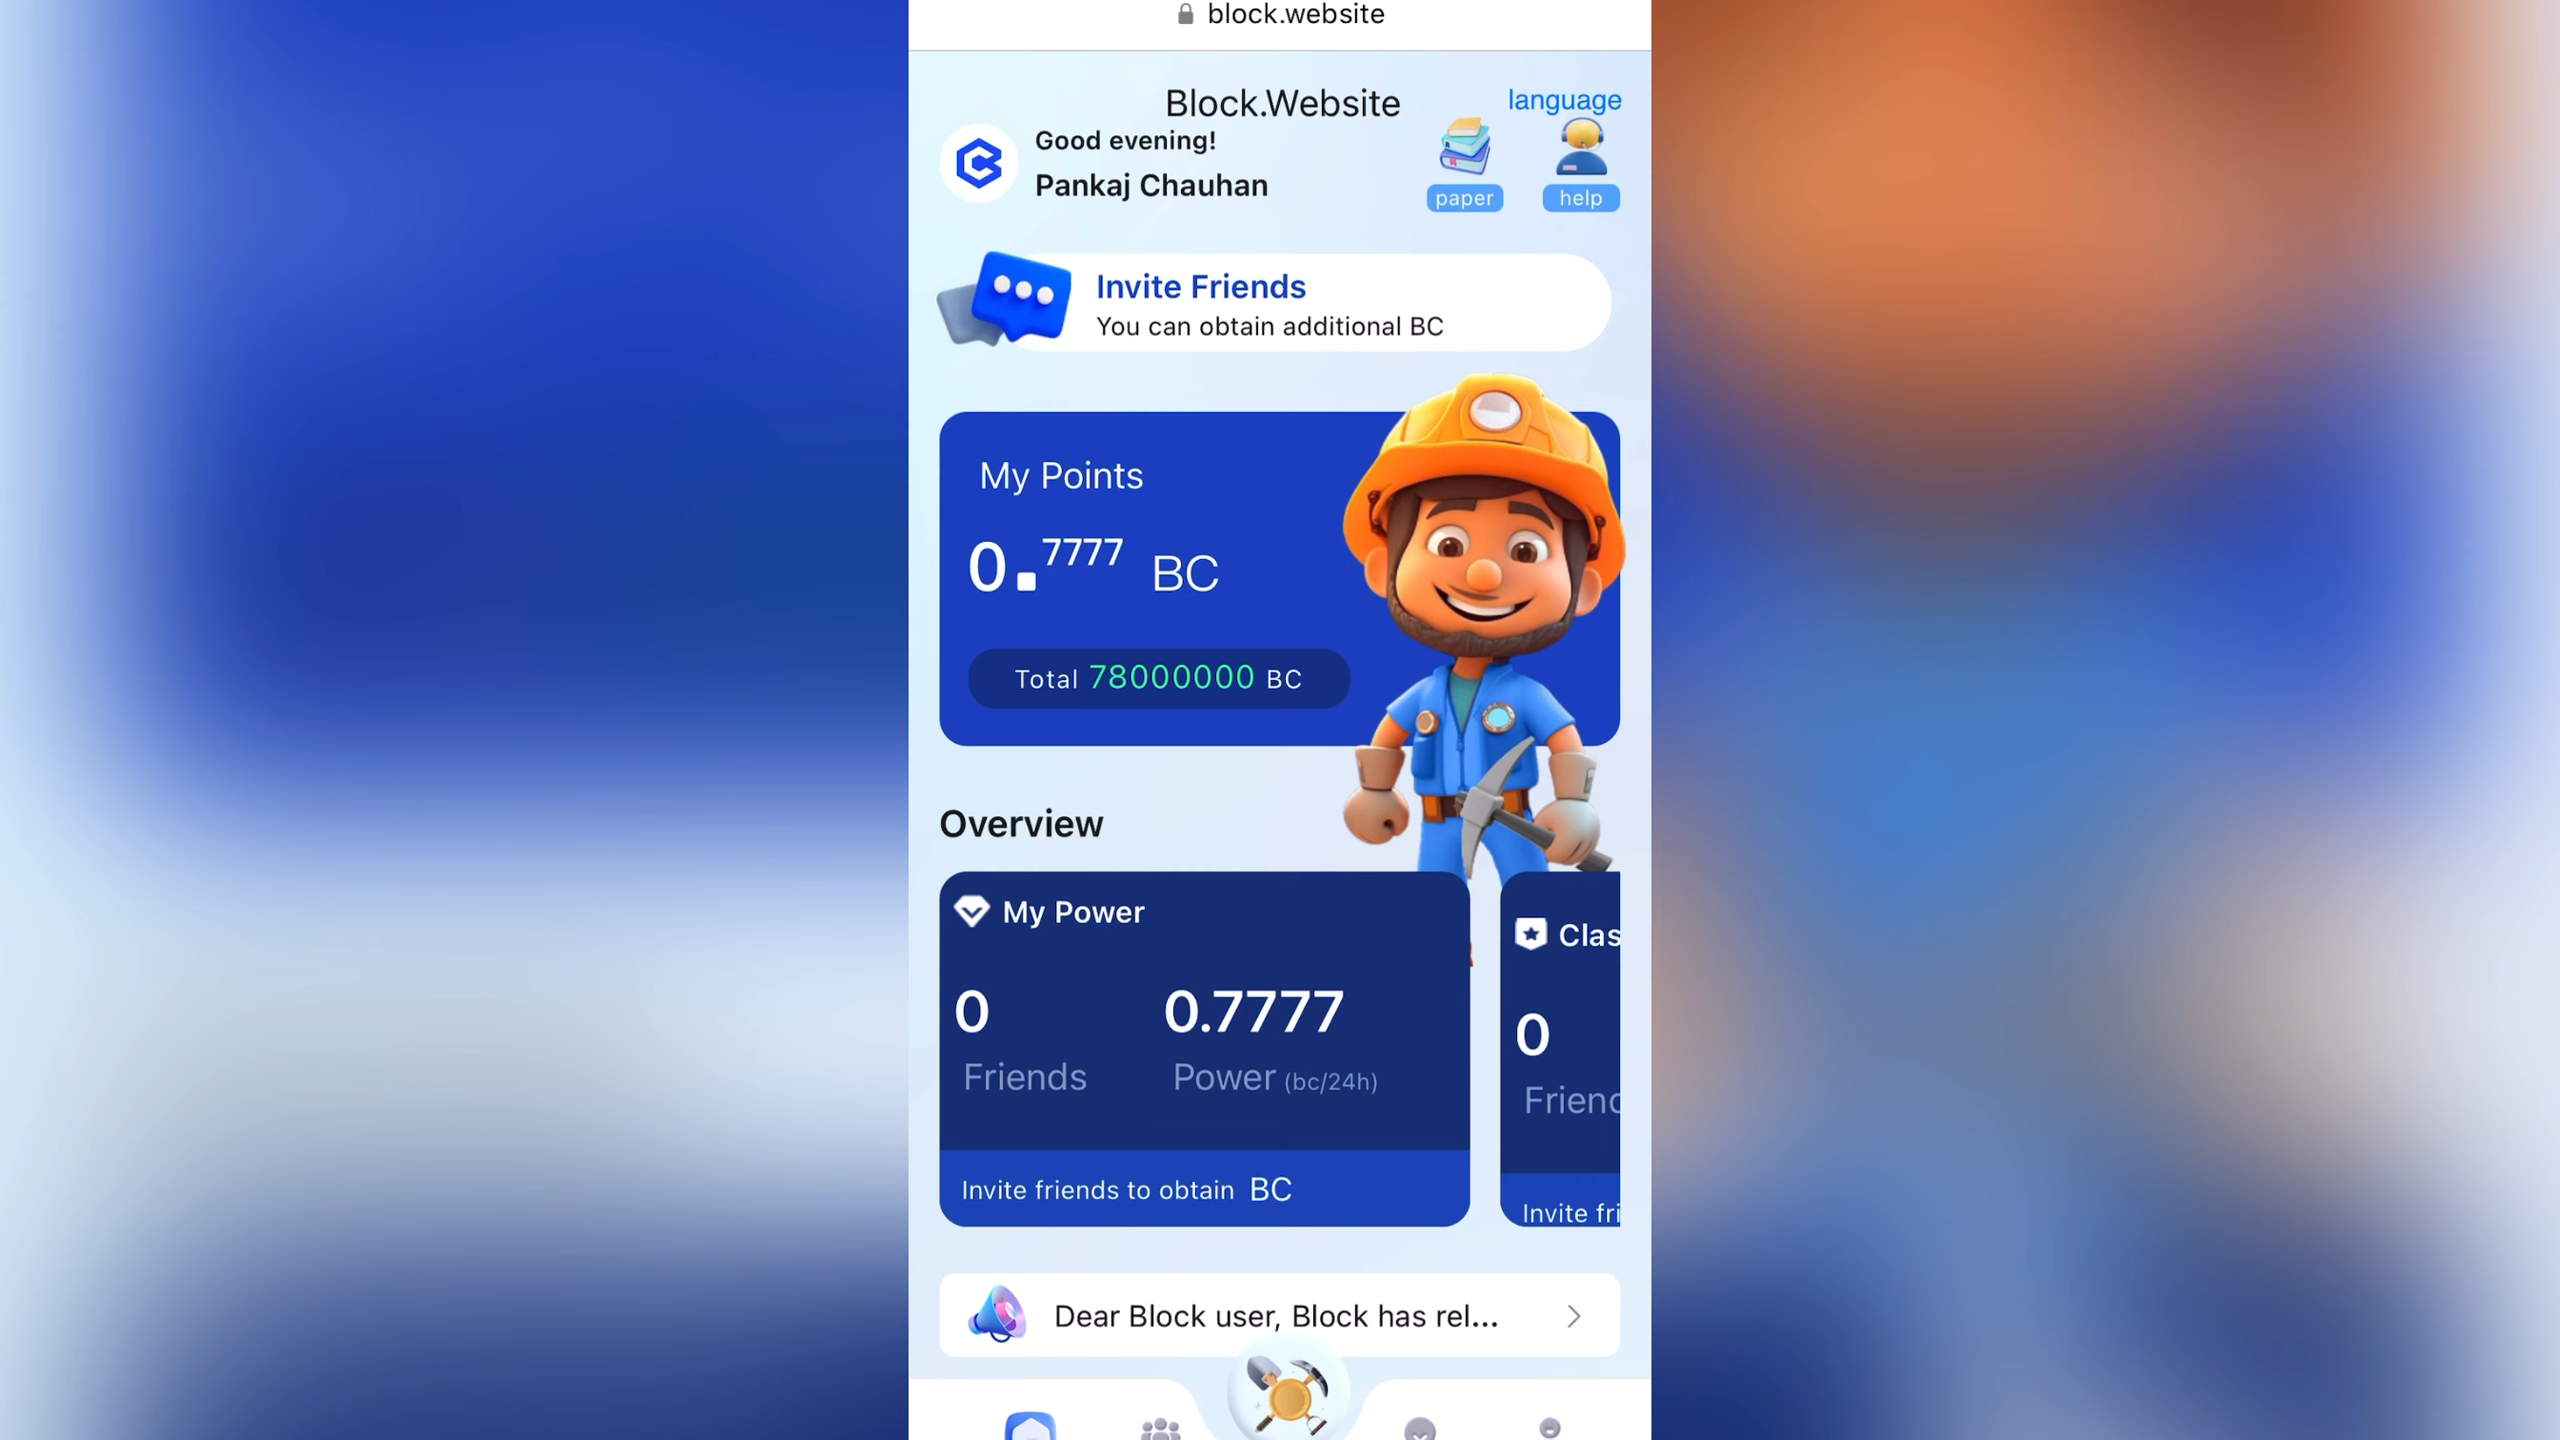 block.website
Block.Website
language
Good evening!
Pankaj Chauhan
paper
help
Invite Friends
You can obtain additional BC
My Points
0.7777 BC
Total 78000000 BC
Overview
My Power
0
0.7777
Friends
Power (bc/24h)
Invite friends to obtain BC
Clas
0
Frien
Invite fri
Dear Block user, Block has rel...